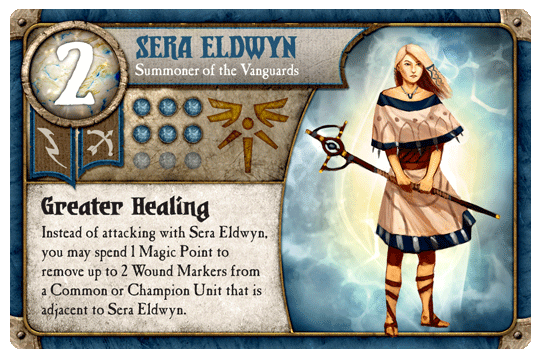 2
SERA ELDWYN
Summoner of the Vanguards
Greater Healing
Instead of attacking with Sera Eldwyn,
you may spend 1 Magic Point to
remove up to 2 Wound Markers from
a Common or Champion Unit that is
adjacent to Sera Eldwyn.